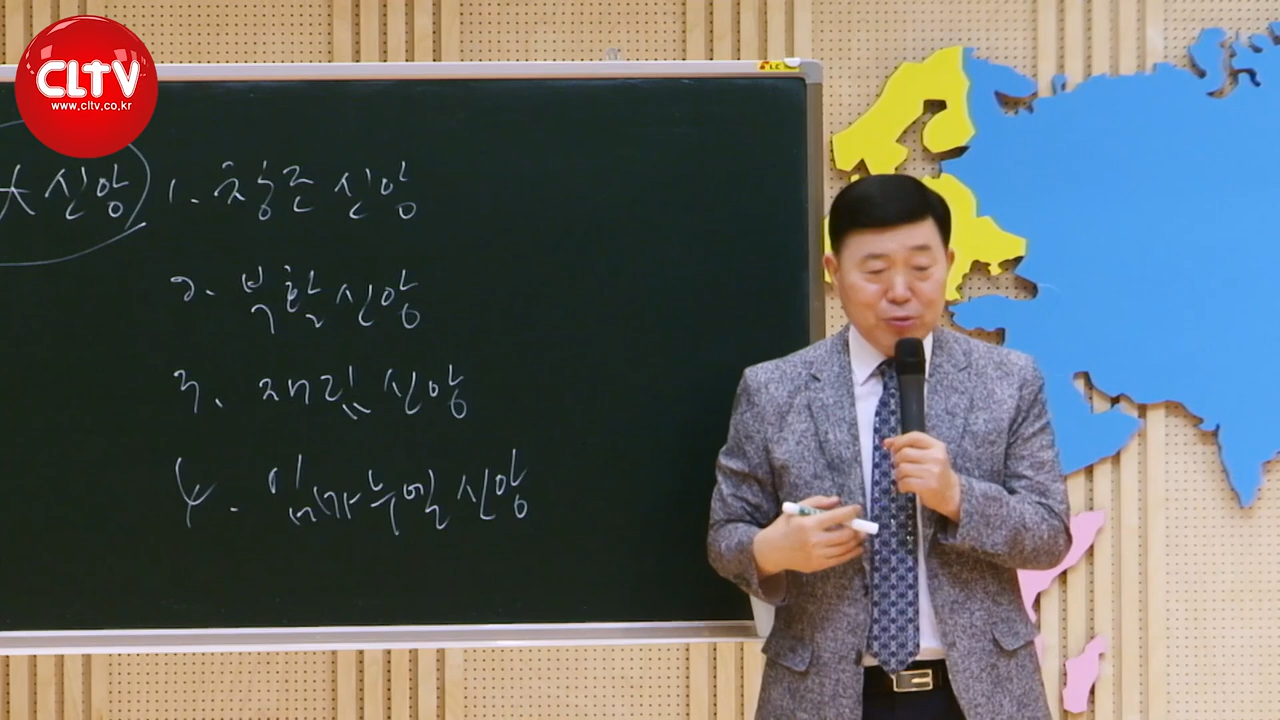 CLTV
www.cltv.co.kr
大신앙) 1. 창조신앙
2. 부활신앙
3. 재림신앙
4. 임마누엘신앙